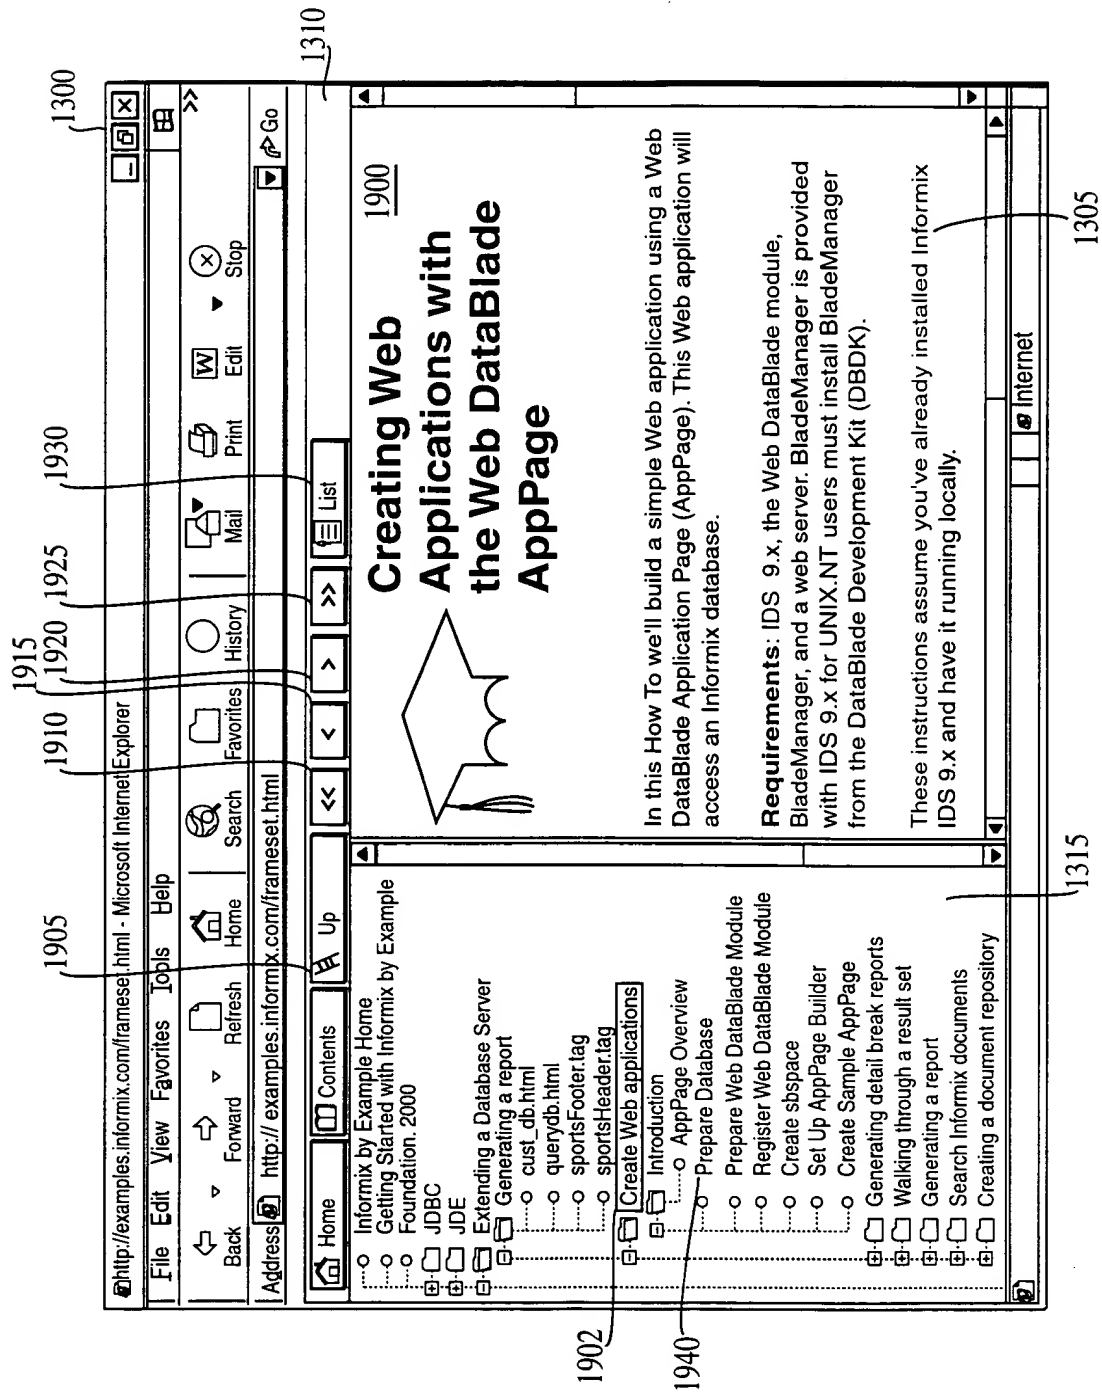 1300
http://examples.informix.com/frameset.html - Microsoft Internet Explorer
File Edit View Favorites Tools Help
Back Forward Refresh Home Search Favorites History Mail Print Edit Stop >>
Address http:// examples.informix.com/frameset.html Go
1905
1910
1915
1920
1925
1930
1310
Home Contents Up << < > >> List
Informix by Example Home
Getting Started with Informix by Example
Foundation. 2000
JDBC
JDE
Extending a Database Server
Generating a report
cust_db.html
querydb.html
sportsFooter.tag
sportsHeader.tag
Create Web applications
Introduction
AppPage Overview
Prepare Database
Prepare Web DataBlade Module
Register Web DataBlade Module
Create sbspace
Set Up AppPage Builder
Create Sample AppPage
Generating detail break reports
Walking through a result set
Generating a report
Search Informix documents
Creating a document repository
1902
1940
1315
1900
Creating Web
Applications with
the Web DataBlade
AppPage
In this How To we'll build a simple Web application using a Web
DataBlade Application Page (AppPage). This Web application will
access an Informix database.
Requirements: IDS 9.x, the Web DataBlade module,
BladeManager, and a web server. BladeManager is provided
with IDS 9.x for UNIX.NT users must install BladeManager
from the DataBlade Development Kit (DBDK).
These instructions assume you've already installed Informix
IDS 9.x and have it running locally.
1305
Internet